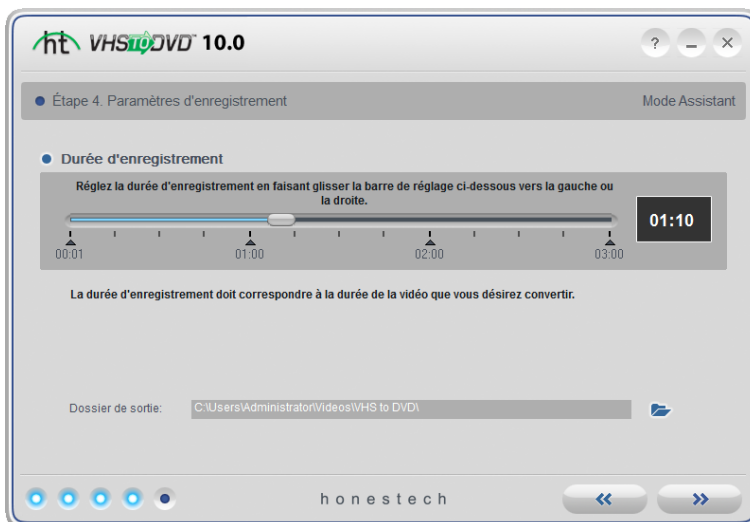 ht VHS TO DVD™ 10.0
? – ×
Étape 4. Paramètres d'enregistrement Mode Assistant
Durée d'enregistrement
Réglez la durée d'enregistrement en faisant glisser la barre de réglage ci-dessous vers la gauche ou
la droite.
01:10
00:01 01:00 02:00 03:00
La durée d'enregistrement doit correspondre à la durée de la vidéo que vous désirez convertir.
Dossier de sortie: C:\Users\Administrator\Videos\VHS to DVD\
honestech